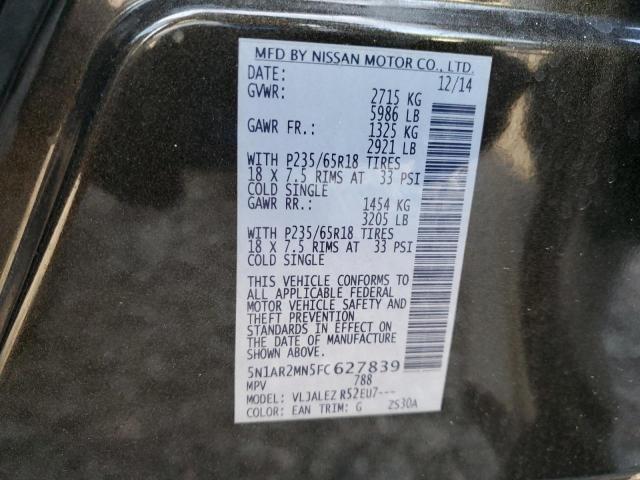 MFD BY NISSAN MOTOR CO., LTD.
DATE: 12/14
GVWR: 2715 KG
5986 LB
GAWR FR.: 1325 KG
2921 LB
WITH P235/65R18 TIRES
18 X 7.5 RIMS AT 33 PSI
COLD SINGLE
GAWR RR.: 1454 KG
3205 LB
WITH P235/65R18 TIRES
18 X 7.5 RIMS AT 33 PSI
COLD SINGLE
THIS VEHICLE CONFORMS TO
ALL APPLICABLE FEDERAL
MOTOR VEHICLE SAFETY AND
THEFT PREVENTION
STANDARDS IN EFFECT ON
THE DATE OF MANUFACTURE
SHOWN ABOVE.
5N1AR2MN5FC627839
MPV 788
MODEL: VLJALEZ R52EU7---
COLOR: EAN TRIM: G ZS30A